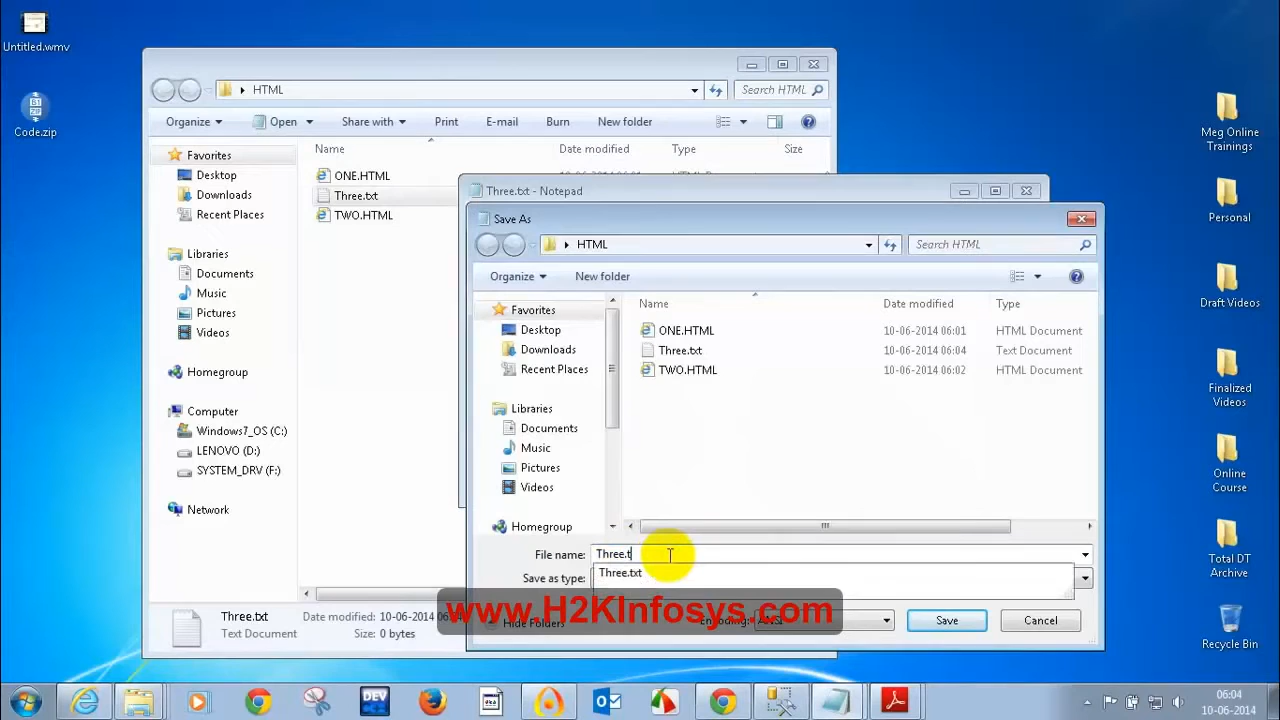 Untitled.wmv
Code.zip
HTML
Search HTML
Organize
Open
Share with
Print
E-mail
Burn
New folder
Favorites
Desktop
Downloads
Recent Places
Libraries
Documents
Music
Pictures
Videos
Homegroup
Computer
Windows7_OS (C:)
LENOVO (D:)
SYSTEM_DRV (F:)
Network
Name
Date modified
Type
Size
ONE.HTML
Three.txt
TWO.HTML
Three.txt
Date modified: 10-06-2014
Text Document
Size: 0 bytes
Three.txt - Notepad
Save As
HTML
Search HTML
Organize
New folder
Favorites
Desktop
Downloads
Recent Places
Libraries
Documents
Music
Pictures
Videos
Homegroup
Name
Date modified
Type
ONE.HTML
10-06-2014 06:01
HTML Document
Three.txt
10-06-2014 06:04
Text Document
TWO.HTML
10-06-2014 06:02
HTML Document
File name:
Three.t
Three.txt
Save as type:
www.H2KInfosys.com
Hide Folders
Encoding:
Save
Cancel
Meg Online
Trainings
Personal
Draft Videos
Finalized
Videos
Online
Course
Total DT
Archive
Recycle Bin
DEV
06:04
10-06-2014